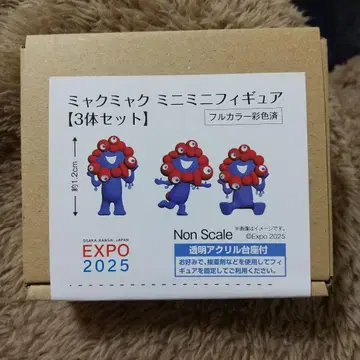 ミャクミャク ミニミニフィギュア
【3体セット】
フルカラー彩色済
約1.2cm
OSAKA, KANSAI, JAPAN
EXPO
2025
Non Scale
※画像はイメージです。
©Expo 2025
透明アクリル台座付
お好みで、接着剤などを使用してフィ
ギュアを固定してご利用ください。